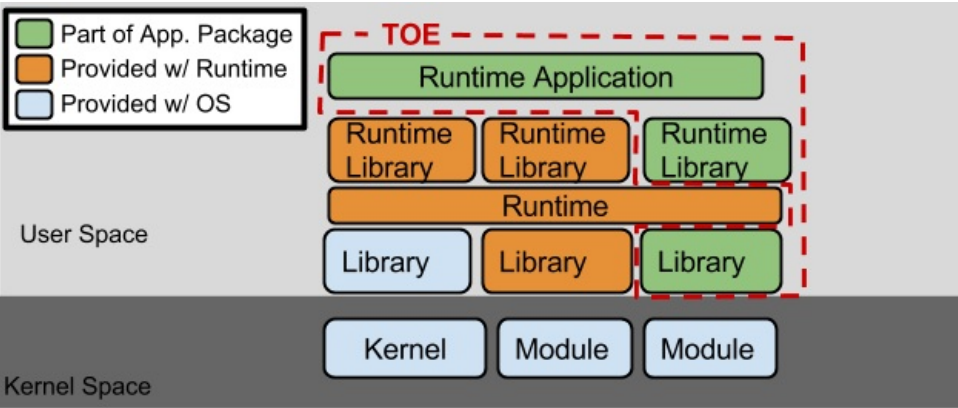 Part of App. Package
Provided w/ Runtime
Provided w/ OS
TOE
Runtime Application
Runtime
Library
Runtime
Library
Runtime
Library
Runtime
User Space
Library
Library
Library
Kernel
Module
Module
Kernel Space